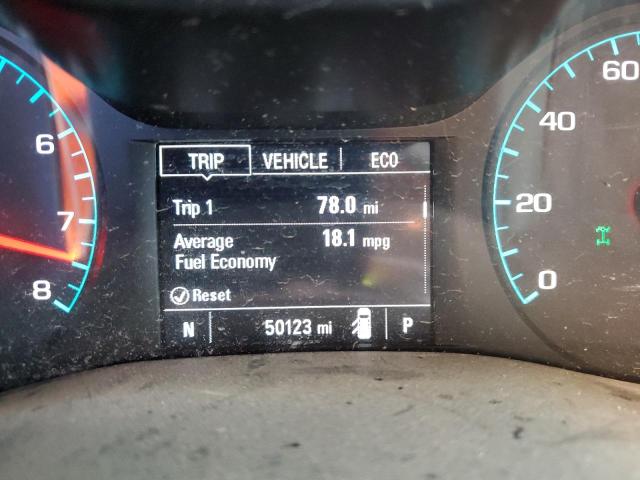 TRIP VEHICLE ECO
Trip 1 78.0 mi
Average 18.1 mpg
Fuel Economy
Reset
N 50123 mi P
6
7
8
60
40
20
0